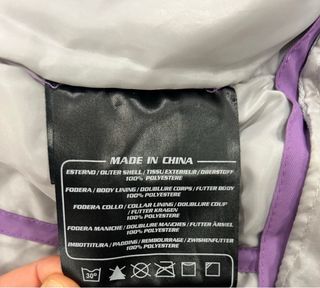 MADE IN CHINA
ESTERNO / OUTER SHELL / TISSU EXTERIEUR / OBERSTOFF
100% POLYESTERE
FODERA / BODY LINING / DOUBLURE CORPS / FUTTER BODY
100% POLYESTERE
FODERA COLLO / COLLAR LINING / DOUBLURE COUP
/ FUTTER KRAGEN
100% POLYESTERE
FODERA MANICHE / DOUBLURE MANCHES / FUTTER ÄRMEL
100% POLYESTERE
IMBOTTITURA / PADDING / REMBOURRAGE / ZWISHENFUTTER
100% POLYESTERE
30°